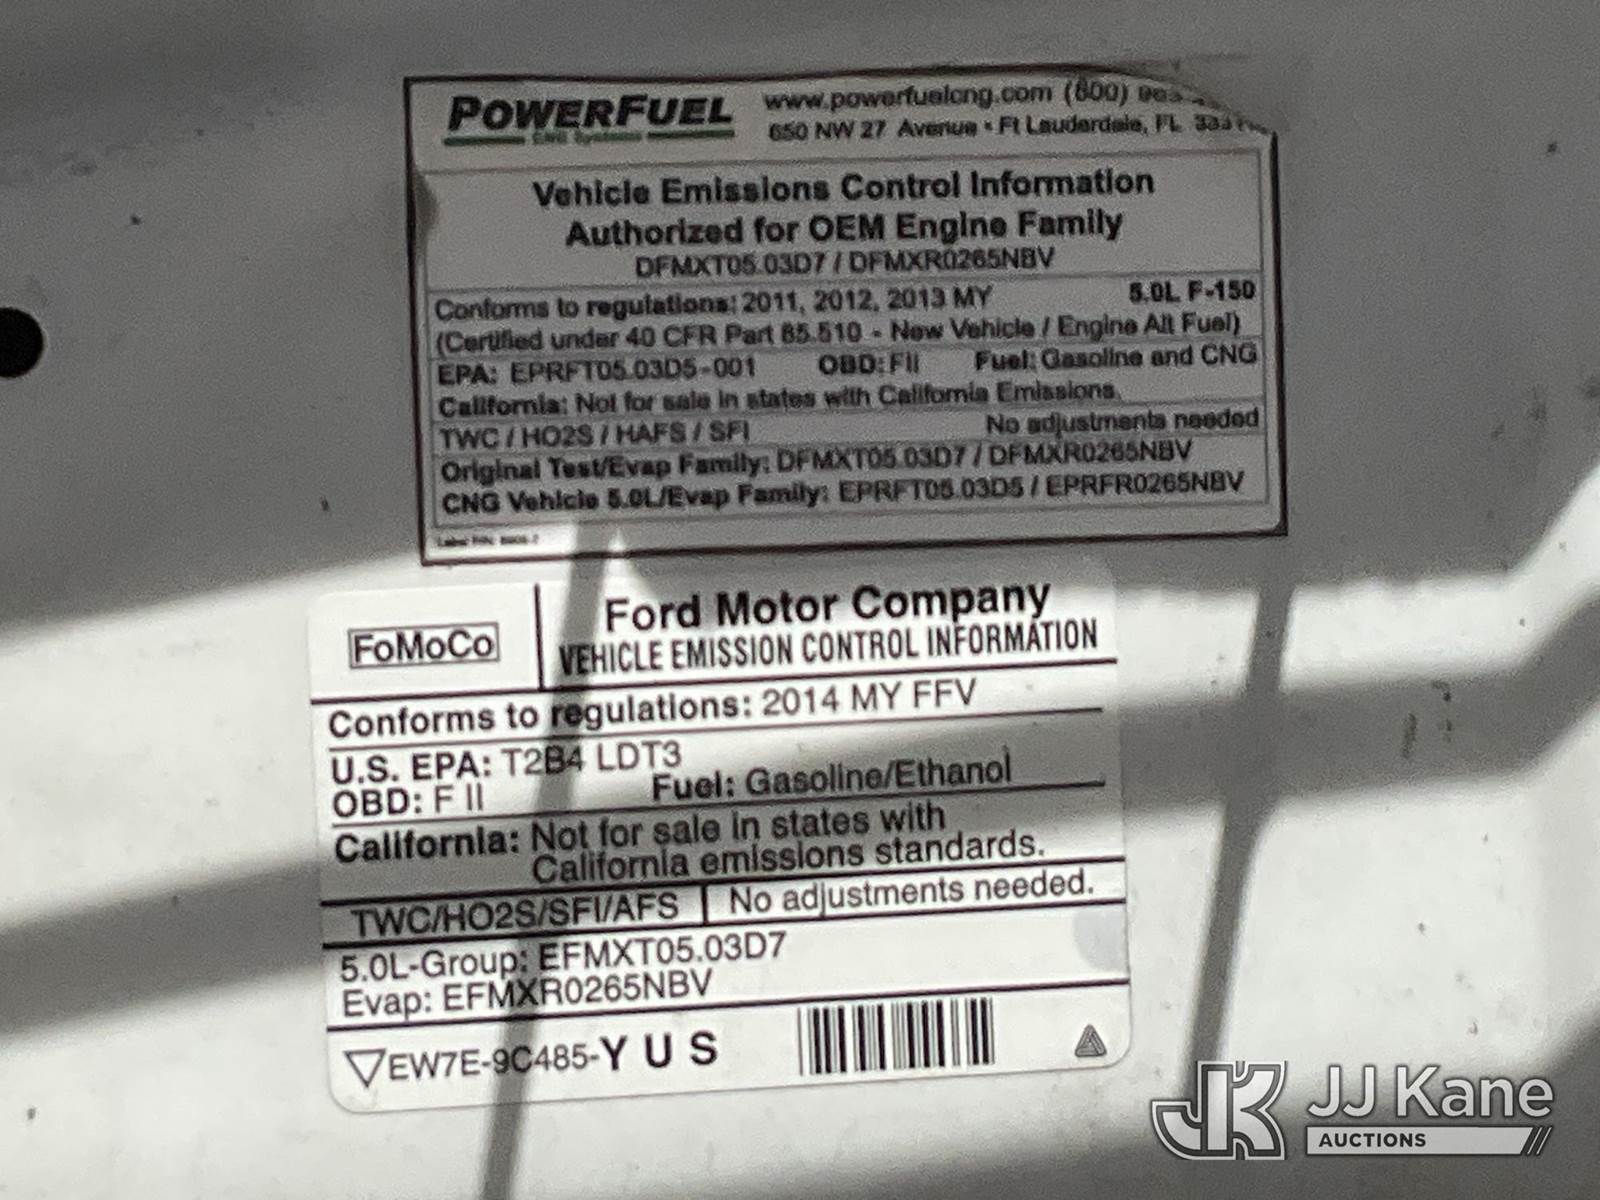 POWERFUEL
CNG Systems
www.powerfuelcng.com (800)
650 NW 27 Avenue • Ft Lauderdale, FL
Vehicle Emissions Control Information
Authorized for OEM Engine Family
DFMXT05.03D7 / DFMXR0265NBV
Conforms to regulations: 2011, 2012, 2013 MY 5.0L F-150
(Certified under 40 CFR Part 85.510 - New Vehicle / Engine Alt Fuel)
EPA: EPRFT05.03D5-001 OBD: FII Fuel: Gasoline and CNG
California: Not for sale in states with California Emissions.
TWC / HO2S / HAFS / SFI No adjustments needed
Original Test/Evap Family: DFMXT05.03D7 / DFMXR0265NBV
CNG Vehicle 5.0L/Evap Family: EPRFT05.03D5 / EPRFR0265NBV
Label P/N:
FoMoCo
Ford Motor Company
VEHICLE EMISSION CONTROL INFORMATION
Conforms to regulations: 2014 MY FFV
U.S. EPA: T2B4 LDT3
OBD: F II Fuel: Gasoline/Ethanol
California: Not for sale in states with
California emissions standards.
TWC/HO2S/SFI/AFS No adjustments needed.
5.0L-Group: EFMXT05.03D7
Evap: EFMXR0265NBV
EW7E-9C485-Y U S
JK JJ Kane
AUCTIONS